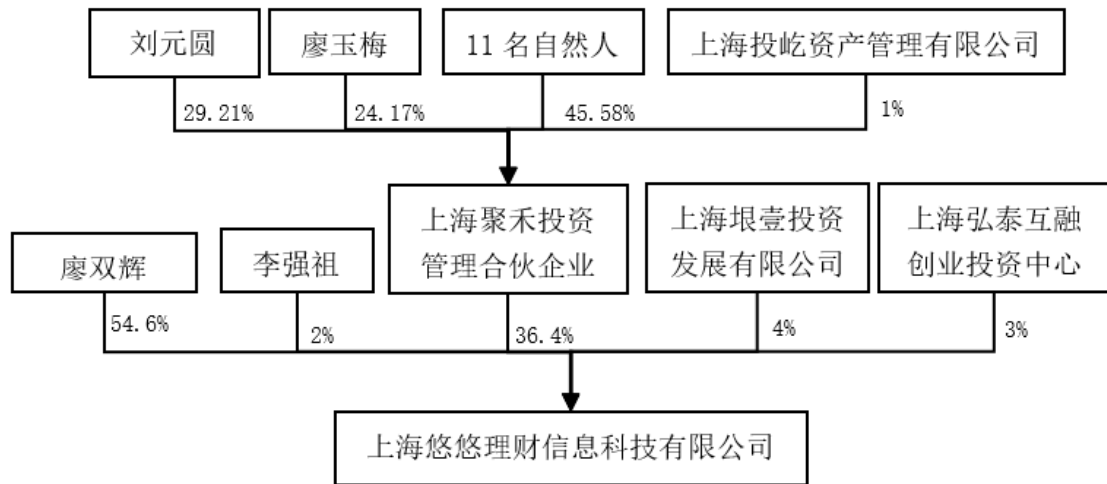 刘元圆
廖玉梅
11 名自然人
上海投屹资产管理有限公司
29.21%
24.17%
45.58%
1%
上海聚禾投资
管理合伙企业
上海垠壹投资
发展有限公司
上海弘泰互融
创业投资中心
廖双辉
李强祖
54.6%
2%
36.4%
4%
3%
上海悠悠理财信息科技有限公司